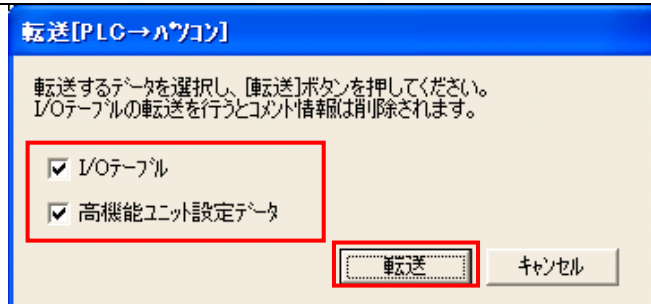 転送[PLC→ﾊﾟｿｺﾝ]
転送するﾃﾞｰﾀを選択し、[転送]ボタンを押してください。
I/Oﾃｰﾌﾞﾙの転送を行うとｺﾒﾝﾄ情報は削除されます。
I/Oﾃｰﾌﾞﾙ
高機能ﾕﾆｯﾄ設定ﾃﾞｰﾀ
転送 ｷｬﾝｾﾙ